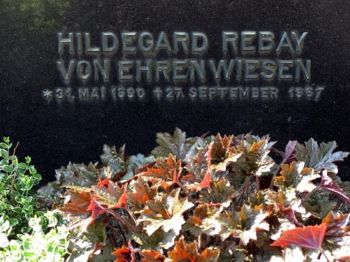 HILDEGARD REBAY
VON EHRENWIESEN
*31. MAI 1890 ✝27. SEPTEMBER 1967